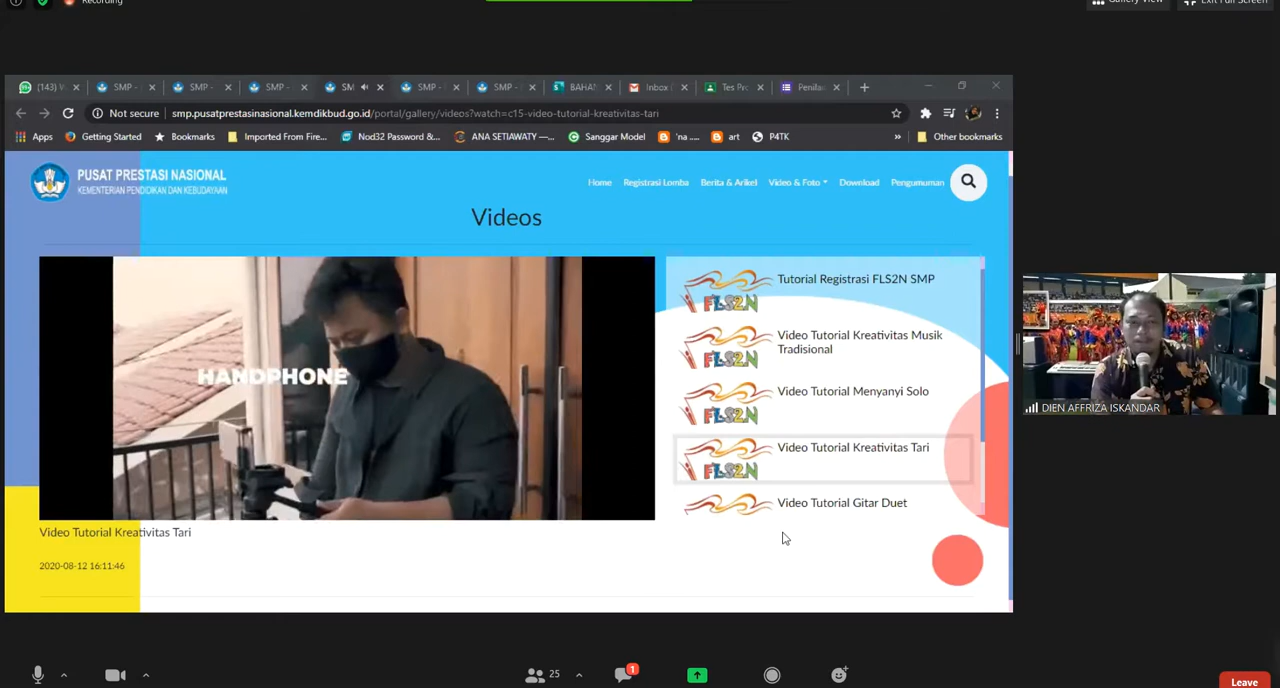 Recording
Gallery View
Exit Full Screen
(143) W
SMP -
SMP -
SMP -
SM
SMP -
SMP -
BAHA
Inbox (
Tes Pro
Penilai
Not secure
smp.pusatprestasinasional.kemdikbud.go.id/portal/gallery/videos?watch=c15-video-tutorial-kreativitas-tari
Apps
Getting Started
Bookmarks
Imported From Fire...
Nod32 Password &...
ANA SETIAWATY —...
Sanggar Model
'na ....
art
P4TK
»
Other bookmarks
PUSAT PRESTASI NASIONAL
KEMENTERIAN PENDIDIKAN DAN KEBUDAYAAN
Home
Registrasi Lomba
Berita & Arikel
Video & Foto
Download
Pengumuman
Videos
HANDPHONE
FLS2N
Tutorial Registrasi FLS2N SMP
FLS2N
Video Tutorial Kreativitas Musik
Tradisional
FLS2N
Video Tutorial Menyanyi Solo
FLS2N
Video Tutorial Kreativitas Tari
Video Tutorial Gitar Duet
Video Tutorial Kreativitas Tari
2020-08-12 16:11:46
DIEN AFFRIZA ISKANDAR
25
1
Leave